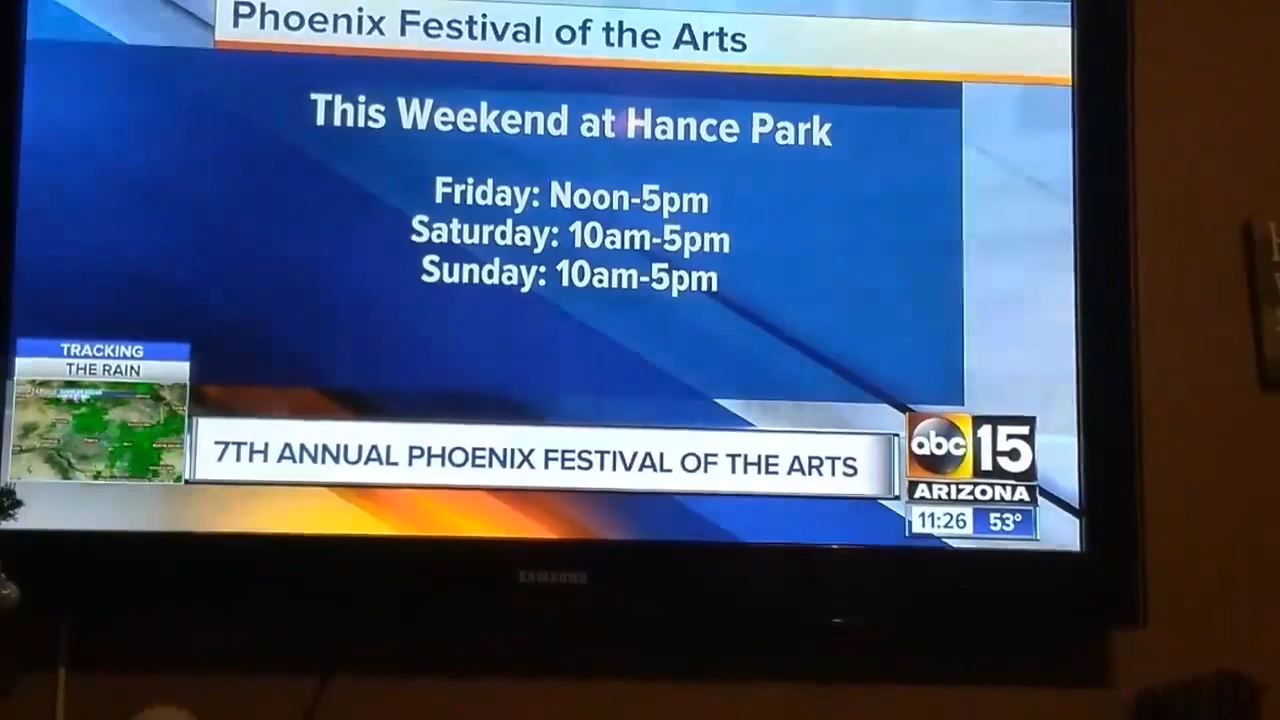 Phoenix Festival of the Arts
This Weekend at Hance Park
Friday: Noon-5pm
Saturday: 10am-5pm
Sunday: 10am-5pm
TRACKING
THE RAIN
7TH ANNUAL PHOENIX FESTIVAL OF THE ARTS
abc 15
ARIZONA
11:26 53°
SAMSUNG